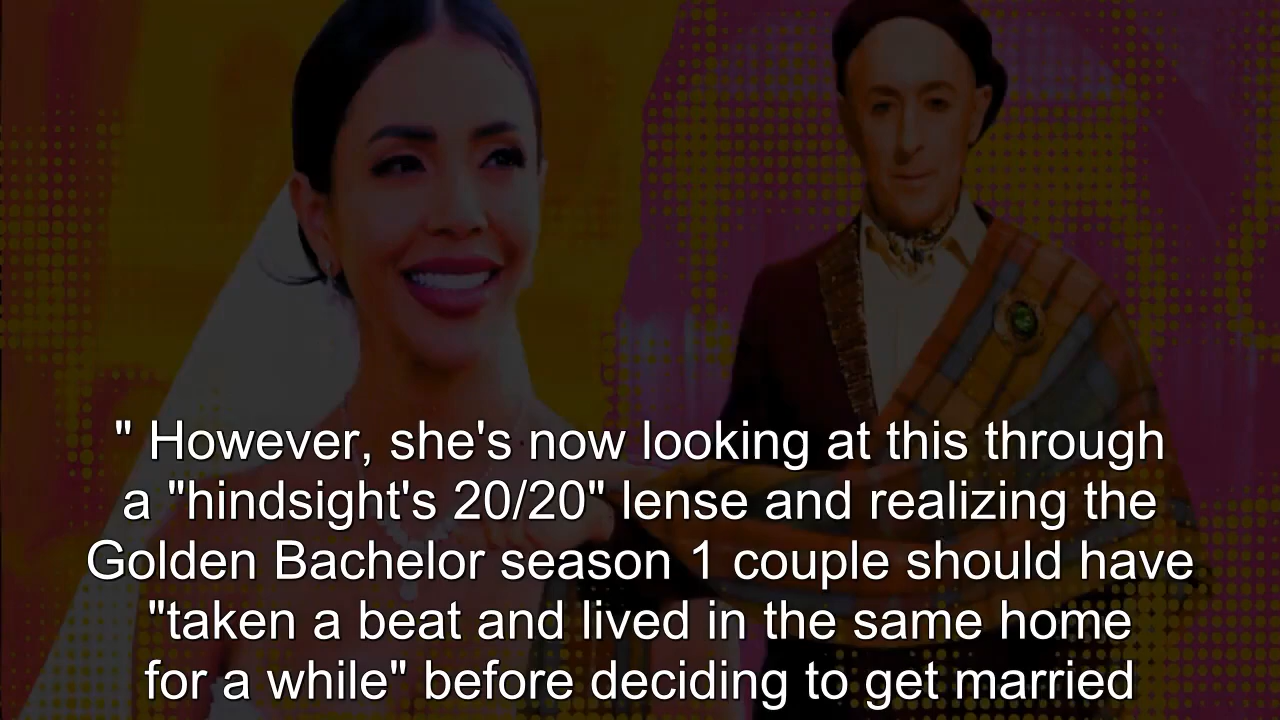 " However, she's now looking at this through
a "hindsight's 20/20" lense and realizing the
Golden Bachelor season 1 couple should have
"taken a beat and lived in the same home
for a while" before deciding to get married